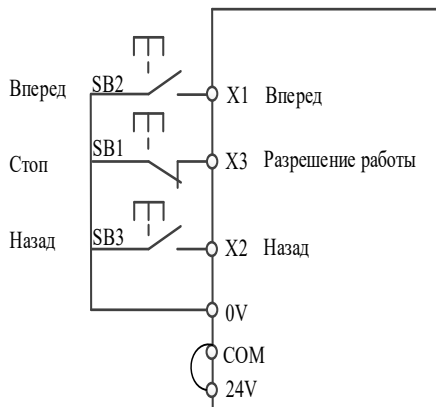 Вперед SB2 X1 Вперед
Стоп SB1 X3 Разрешение работы
Назад SB3 X2 Назад
0V
COM
24V